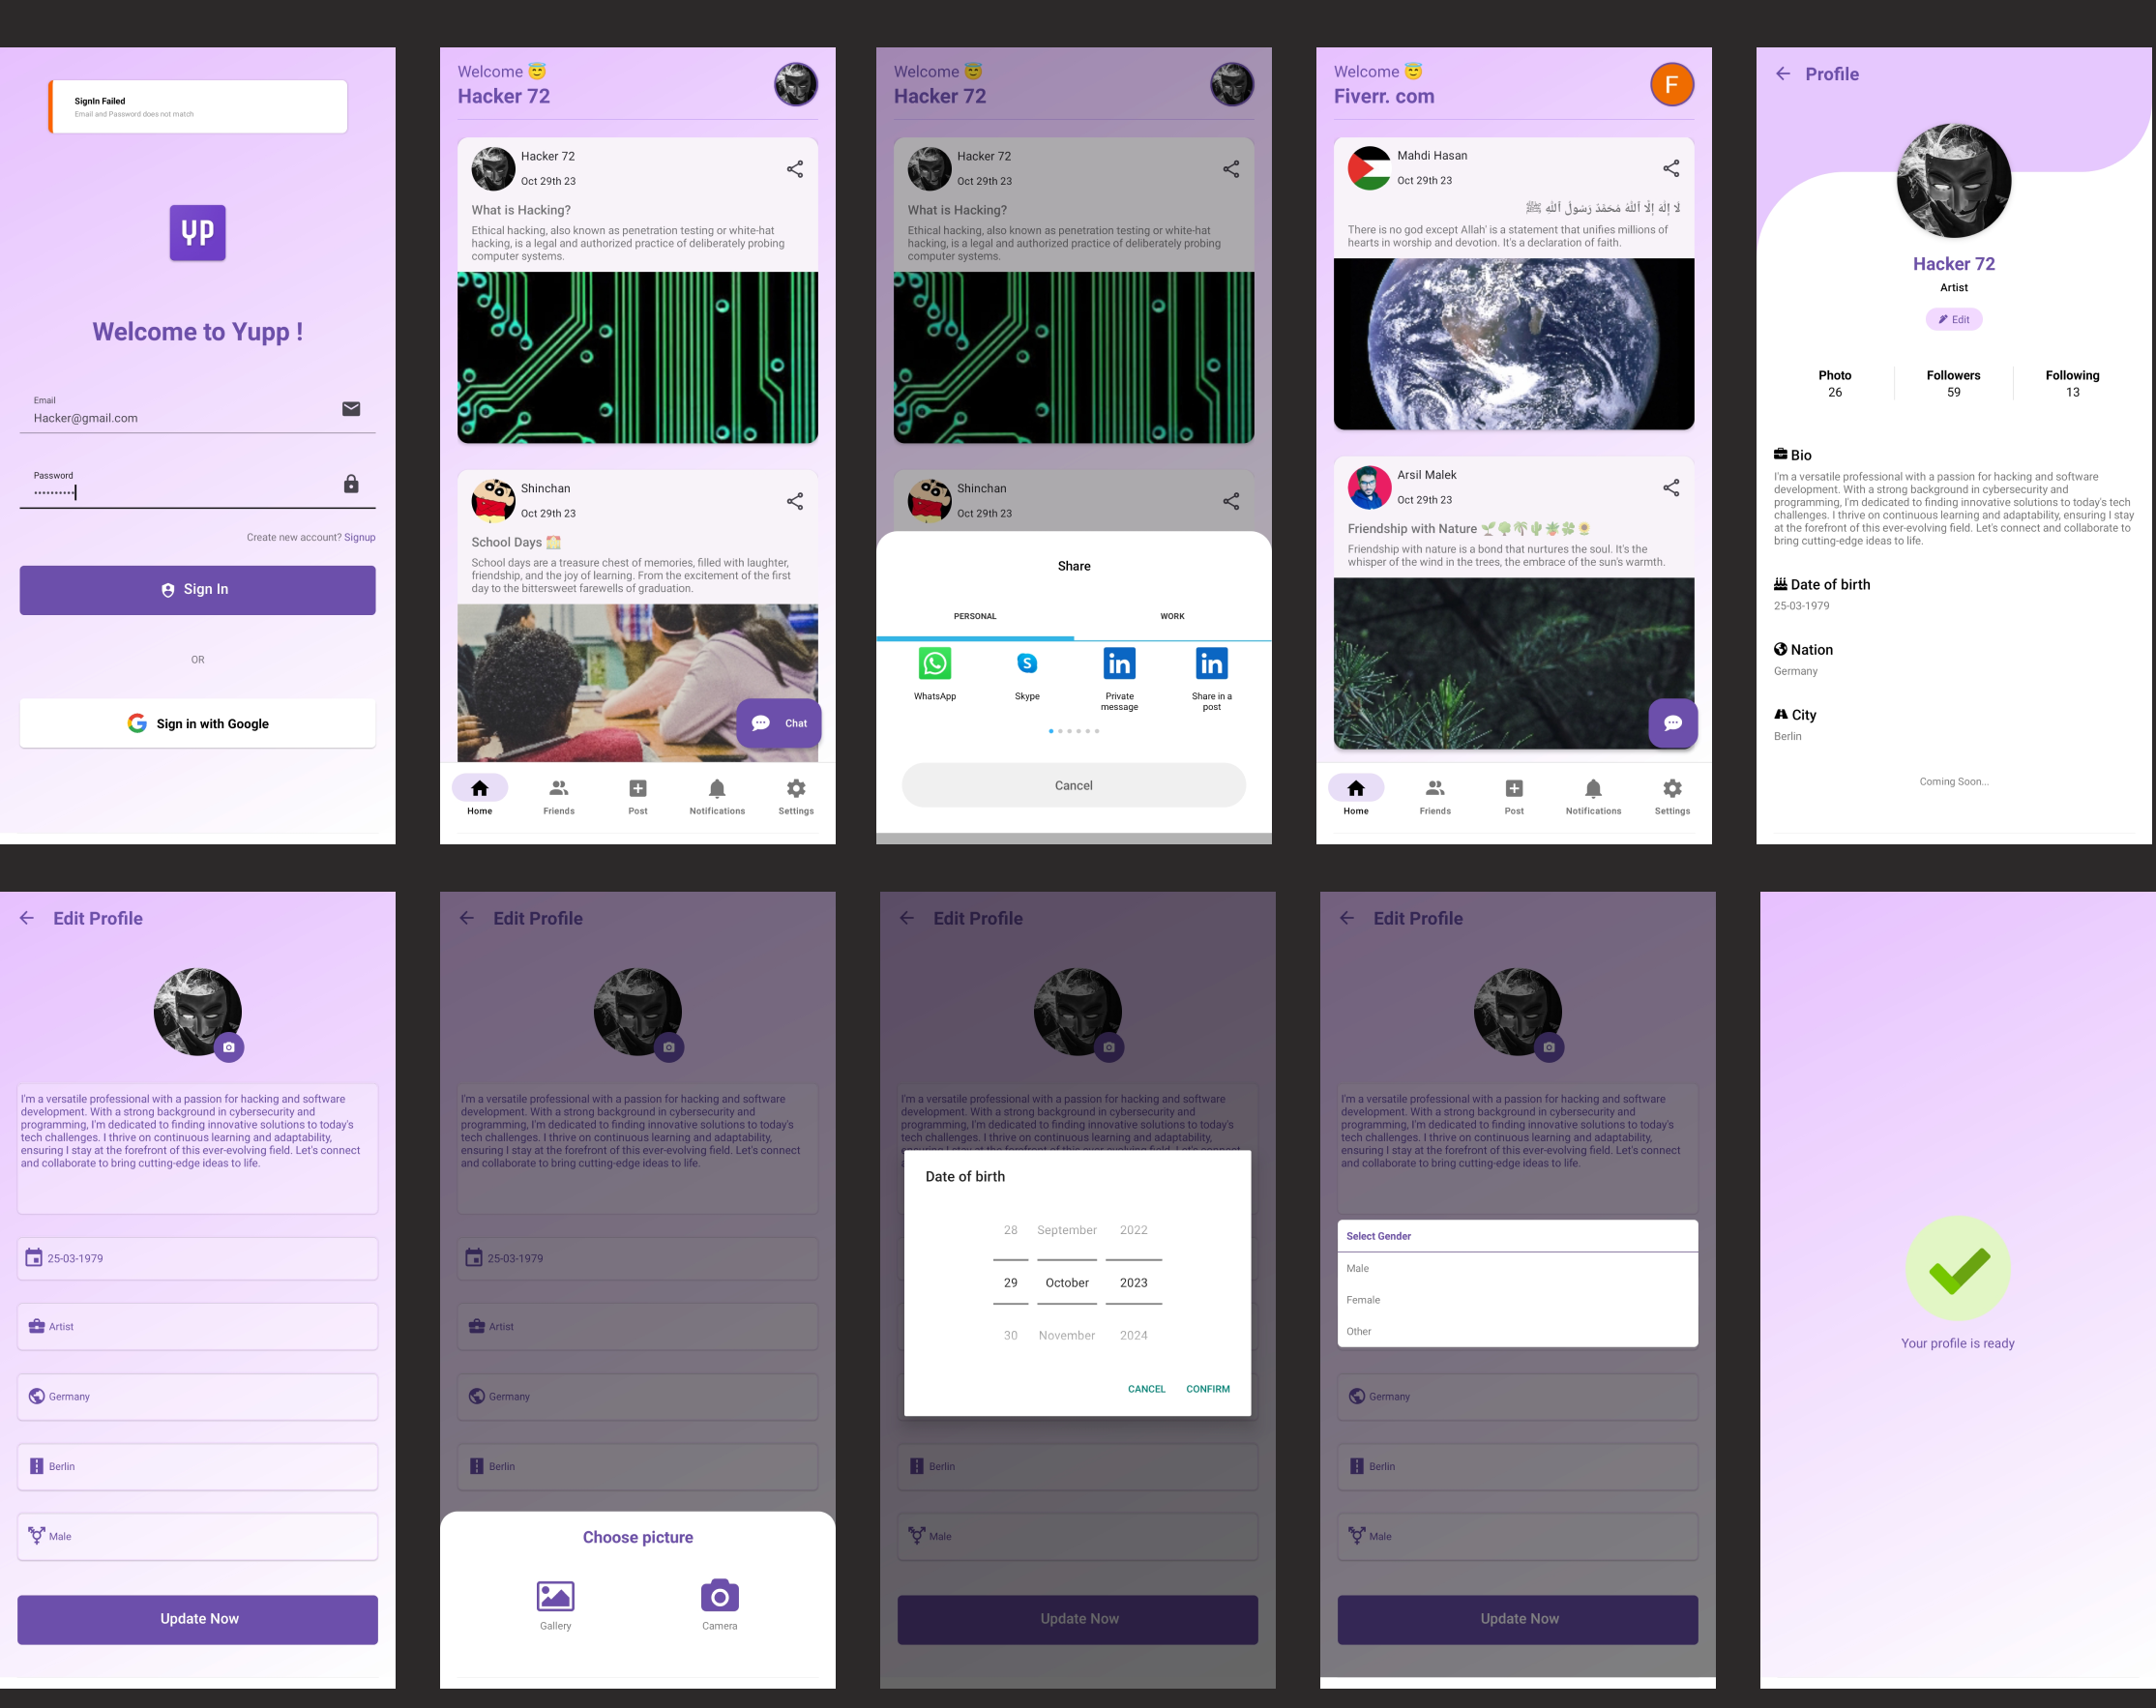 SignIn Failed
Email and Password does not match
YP
Welcome to Yupp !
Email
Hacker@gmail.com
Password
Create new account? Signup
Sign In
OR
Sign in with Google
Welcome 😇
Hacker 72
Hacker 72
Oct 29th 23
What is Hacking?
Ethical hacking, also known as penetration testing or white-hat
hacking, is a legal and authorized practice of deliberately probing
computer systems.
Shinchan
Oct 29th 23
School Days 🏫
School days are a treasure chest of memories, filled with laughter,
friendship, and the joy of learning. From the excitement of the first
day to the bittersweet farewells of graduation.
Chat
Home Friends Post Notifications Settings
Welcome 😇
Hacker 72
Hacker 72
Oct 29th 23
What is Hacking?
Ethical hacking, also known as penetration testing or white-hat
hacking, is a legal and authorized practice of deliberately probing
computer systems.
Shinchan
Oct 29th 23
Share
PERSONAL WORK
WhatsApp Skype Private message Share in a post
Cancel
Welcome 😇
Fiverr. com
F
Mahdi Hasan
Oct 29th 23
لَا إِلَٰهَ إِلَّا ٱللَّٰهُ مُحَمَّدٌ رَسُولُ ٱللَّٰهِ ﷺ
There is no god except Allah' is a statement that unifies millions of
hearts in worship and devotion. It's a declaration of faith.
Arsil Malek
Oct 29th 23
Friendship with Nature 🌱🌳🌴🌵🪴🍀🌻
Friendship with nature is a bond that nurtures the soul. It's the
whisper of the wind in the trees, the embrace of the sun's warmth.
Home Friends Post Notifications Settings
Profile
Hacker 72
Artist
Edit
Photo Followers Following
26 59 13
Bio
I'm a versatile professional with a passion for hacking and software
development. With a strong background in cybersecurity and
programming, I'm dedicated to finding innovative solutions to today's tech
challenges. I thrive on continuous learning and adaptability, ensuring I stay
at the forefront of this ever-evolving field. Let's connect and collaborate to
bring cutting-edge ideas to life.
Date of birth
25-03-1979
Nation
Germany
City
Berlin
Coming Soon...
Edit Profile
I'm a versatile professional with a passion for hacking and software
development. With a strong background in cybersecurity and
programming, I'm dedicated to finding innovative solutions to today's
tech challenges. I thrive on continuous learning and adaptability,
ensuring I stay at the forefront of this ever-evolving field. Let's connect
and collaborate to bring cutting-edge ideas to life.
25-03-1979
Artist
Germany
Berlin
Male
Update Now
Edit Profile
I'm a versatile professional with a passion for hacking and software
development. With a strong background in cybersecurity and
programming, I'm dedicated to finding innovative solutions to today's
tech challenges. I thrive on continuous learning and adaptability,
ensuring I stay at the forefront of this ever-evolving field. Let's connect
and collaborate to bring cutting-edge ideas to life.
25-03-1979
Artist
Germany
Berlin
Choose picture
Gallery Camera
Edit Profile
I'm a versatile professional with a passion for hacking and software
development. With a strong background in cybersecurity and
programming, I'm dedicated to finding innovative solutions to today's
tech challenges. I thrive on continuous learning and adaptability,
Date of birth
28 September 2022
29 October 2023
30 November 2024
CANCEL CONFIRM
Berlin
Male
Update Now
Edit Profile
I'm a versatile professional with a passion for hacking and software
development. With a strong background in cybersecurity and
programming, I'm dedicated to finding innovative solutions to today's
tech challenges. I thrive on continuous learning and adaptability,
ensuring I stay at the forefront of this ever-evolving field. Let's connect
and collaborate to bring cutting-edge ideas to life.
Select Gender
Male
Female
Other
Germany
Berlin
Male
Update Now
Your profile is ready